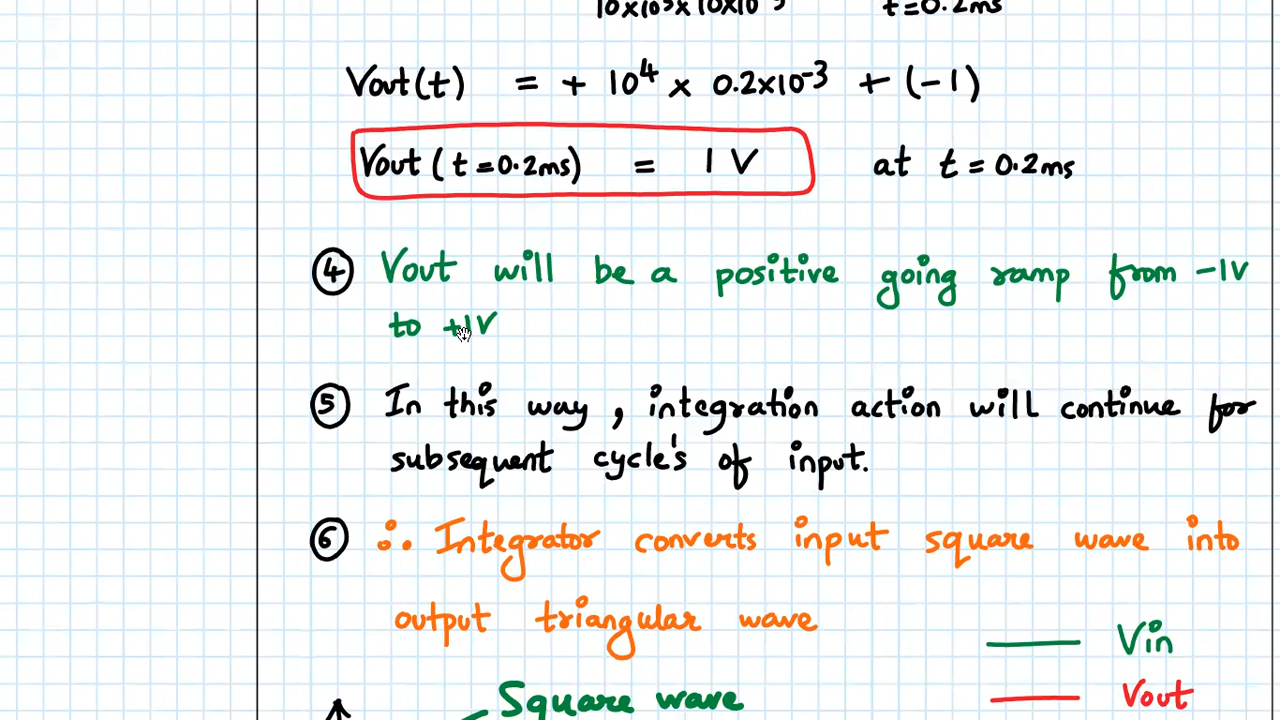 Vout(t) = + 10⁴ x 0.2x10⁻³ + (-1)
Vout (t=0.2ms) = 1 V at t = 0.2ms
④ Vout will be a positive going ramp from -1V
to +1V
⑤ In this way, integration action will continue for
subsequent cycle's of input.
⑥ ∴ Integrator converts input square wave into
output triangular wave
Vin
Square wave
Vout